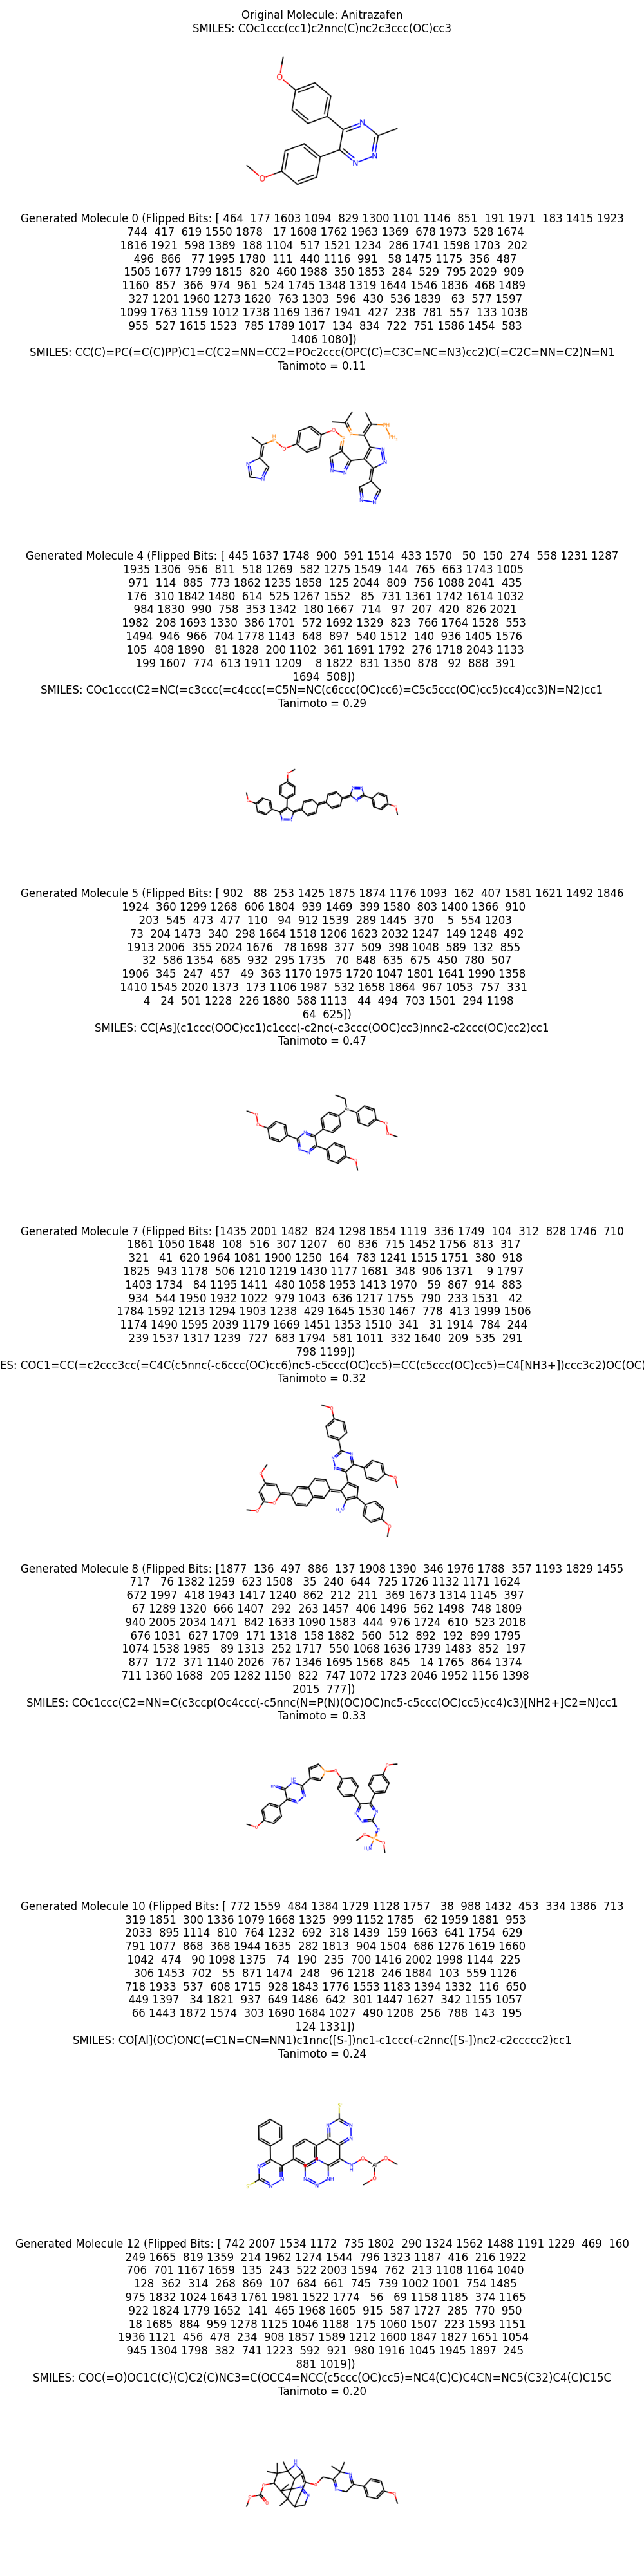 Original Molecule: Anitrazafen
SMILES: COc1ccc(cc1)c2nnc(C)nc2c3ccc(OC)cc3
Generated Molecule 0 (Flipped Bits: [ 464 177 1603 1094 829 1300 1101 1146 851 191 1971 183 1415 1923
744 417 619 1550 1878 17 1608 1762 1963 1369 678 1973 528 1674
1816 1921 598 1389 188 1104 517 1521 1234 286 1741 1598 1703 202
496 866 77 1995 1780 111 440 1116 991 58 1475 1175 356 487
1505 1677 1799 1815 820 460 1988 350 1853 284 529 795 2029 909
1160 857 366 974 961 524 1745 1348 1319 1644 1546 1836 468 1489
327 1201 1960 1273 1620 763 1303 596 430 536 1839 63 577 1597
1099 1763 1159 1012 1738 1169 1367 1941 427 238 781 557 133 1038
955 527 1615 1523 785 1789 1017 134 834 722 751 1586 1454 583
1406 1080])
SMILES: CC(C)=PC(=C(C)PP)C1=C(C2=NN=CC2=POc2ccc(OPC(C)=C3C=NC=N3)cc2)C(=C2C=NN=C2)N=N1
Tanimoto = 0.11
Generated Molecule 4 (Flipped Bits: [ 445 1637 1748 900 591 1514 433 1570 50 150 274 558 1231 1287
1935 1306 956 811 518 1269 582 1275 1549 144 765 663 1743 1005
971 114 885 773 1862 1235 1858 125 2044 809 756 1088 2041 435
176 310 1842 1480 614 525 1267 1552 85 731 1361 1742 1614 1032
984 1830 990 758 353 1342 180 1667 714 97 207 420 826 2021
1982 208 1693 1330 386 1701 572 1692 1329 823 766 1764 1528 553
1494 946 966 704 1778 1143 648 897 540 1512 140 936 1405 1576
105 408 1890 81 1828 200 1102 361 1691 1792 276 1718 2043 1133
199 1607 774 613 1911 1209 8 1822 831 1350 878 92 888 391
1694 508])
SMILES: COc1ccc(C2=NC(=c3ccc(=c4ccc(=C5N=NC(c6ccc(OC)cc6)=C5c5ccc(OC)cc5)cc4)cc3)N=N2)cc1
Tanimoto = 0.29
Generated Molecule 5 (Flipped Bits: [ 902 88 253 1425 1875 1874 1176 1093 162 407 1581 1621 1492 1846
1924 360 1299 1268 606 1804 939 1469 399 1580 803 1400 1366 910
203 545 473 477 110 94 912 1539 289 1445 370 5 554 1203
73 204 1473 340 298 1664 1518 1206 1623 2032 1247 149 1248 492
1913 2006 355 2024 1676 78 1698 377 509 398 1048 589 132 855
32 586 1354 685 932 295 1735 70 848 635 675 450 780 507
1906 345 247 457 49 363 1170 1975 1720 1047 1801 1641 1990 1358
1410 1545 2020 1373 173 1106 1987 532 1658 1864 967 1053 757 331
4 24 501 1228 226 1880 588 1113 44 494 703 1501 294 1198
64 625])
SMILES: CC[As](c1ccc(OOC)cc1)c1ccc(-c2nc(-c3ccc(OOC)cc3)nnc2-c2ccc(OC)cc2)cc1
Tanimoto = 0.47
Generated Molecule 7 (Flipped Bits: [1435 2001 1482 824 1298 1854 1119 336 1749 104 312 828 1746 710
1861 1050 1848 108 516 307 1207 60 836 715 1452 1756 813 317
321 41 620 1964 1081 1900 1250 164 783 1241 1515 1751 380 918
1825 943 1178 506 1210 1219 1430 1177 1681 348 906 1371 9 1797
1403 1734 84 1195 1411 480 1058 1953 1413 1970 59 867 914 883
934 544 1950 1932 1022 979 1043 636 1217 1755 790 233 1531 42
1784 1592 1213 1294 1903 1238 429 1645 1530 1467 778 413 1999 1506
1174 1490 1595 2039 1179 1669 1451 1353 1510 341 31 1914 784 244
239 1537 1317 1239 727 683 1794 581 1011 332 1640 209 535 291
798 1199])
ES: COC1=CC(=c2ccc3cc(=C4C(c5nnc(-c6ccc(OC)cc6)nc5-c5ccc(OC)cc5)=CC(c5ccc(OC)cc5)=C4[NH3+])ccc3c2)OC(OC)
Tanimoto = 0.32
Generated Molecule 8 (Flipped Bits: [1877 136 497 886 137 1908 1390 346 1976 1788 357 1193 1829 1455
717 76 1382 1259 623 1508 35 240 644 725 1726 1132 1171 1624
672 1997 418 1943 1417 1240 862 212 211 369 1673 1314 1145 397
67 1289 1320 666 1407 292 263 1457 406 1496 562 1498 748 1809
940 2005 2034 1471 842 1633 1090 1583 444 976 1724 610 523 2018
676 1031 627 1709 171 1318 158 1882 560 512 892 192 899 1795
1074 1538 1985 89 1313 252 1717 550 1068 1636 1739 1483 852 197
877 172 371 1140 2026 767 1346 1695 1568 845 14 1765 864 1374
711 1360 1688 205 1282 1150 822 747 1072 1723 2046 1952 1156 1398
2015 777])
SMILES: COc1ccc(C2=NN=C(c3ccp(Oc4ccc(-c5nnc(N=P(N)(OC)OC)nc5-c5ccc(OC)cc5)cc4)c3)[NH2+]C2=N)cc1
Tanimoto = 0.33
Generated Molecule 10 (Flipped Bits: [ 772 1559 484 1384 1729 1128 1757 38 988 1432 453 334 1386 713
319 1851 300 1336 1079 1668 1325 999 1152 1785 62 1959 1881 953
2033 895 1114 810 764 1232 692 318 1439 159 1663 641 1754 629
791 1077 868 368 1944 1635 282 1813 904 1504 686 1276 1619 1660
1042 474 90 1098 1375 74 190 235 700 1416 2002 1998 1144 225
306 1453 702 55 871 1474 248 96 1218 246 1884 103 559 1126
718 1933 537 608 1715 928 1843 1776 1553 1183 1394 1332 116 650
449 1397 34 1821 937 649 1486 642 301 1447 1627 342 1155 1057
66 1443 1872 1574 303 1690 1684 1027 490 1208 256 788 143 195
124 1331])
SMILES: CO[Al](OC)ONC(=C1N=CN=NN1)c1nnc([S-])nc1-c1ccc(-c2nnc([S-])nc2-c2ccccc2)cc1
Tanimoto = 0.24
Generated Molecule 12 (Flipped Bits: [ 742 2007 1534 1172 735 1802 290 1324 1562 1488 1191 1229 469 160
249 1665 819 1359 214 1962 1274 1544 796 1323 1187 416 216 1922
706 701 1167 1659 135 243 522 2003 1594 762 213 1108 1164 1040
128 362 314 268 869 107 684 661 745 739 1002 1001 754 1485
975 1832 1024 1643 1761 1981 1522 1774 56 69 1158 1185 374 1165
922 1824 1779 1652 141 465 1968 1605 915 587 1727 285 770 950
18 1685 884 959 1278 1125 1046 1188 175 1060 1507 223 1593 1151
1936 1121 456 478 234 908 1857 1589 1212 1600 1847 1827 1651 1054
945 1304 1798 382 741 1223 592 921 980 1916 1045 1945 1897 245
881 1019])
SMILES: COC(=O)OC1C(C)(C)C2(C)NC3=C(OCC4=NCC(c5ccc(OC)cc5)=NC4(C)C)C4CN=NC5(C32)C4(C)C15C
Tanimoto = 0.20